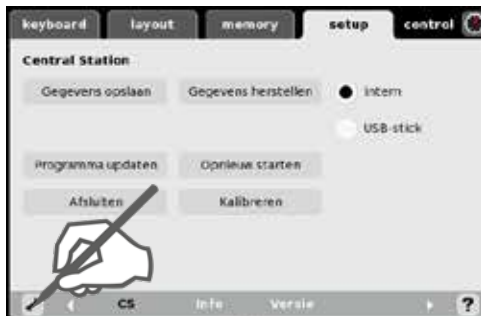 keyboard layout memory setup control
Central Station
Gegevens opslaan Gegevens herstellen intern
USB-stick
Programma updaten Opnieuw starten
Afsluiten Kalibreren
CS Info Versie ?